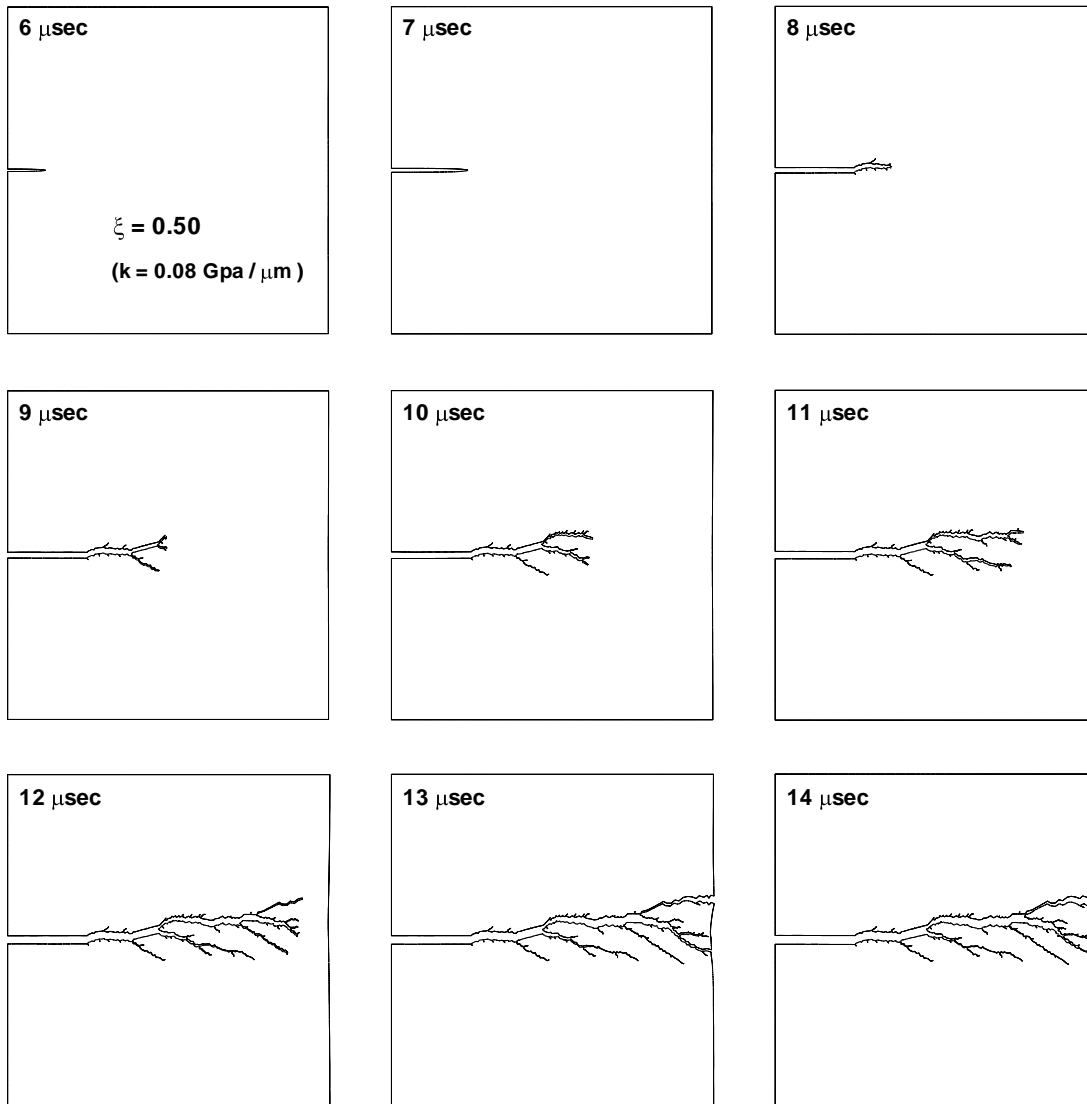 6 μsec
7 μsec
8 μsec
ξ = 0.50
(k = 0.08 Gpa / μm )
9 μsec
10 μsec
11 μsec
12 μsec
13 μsec
14 μsec